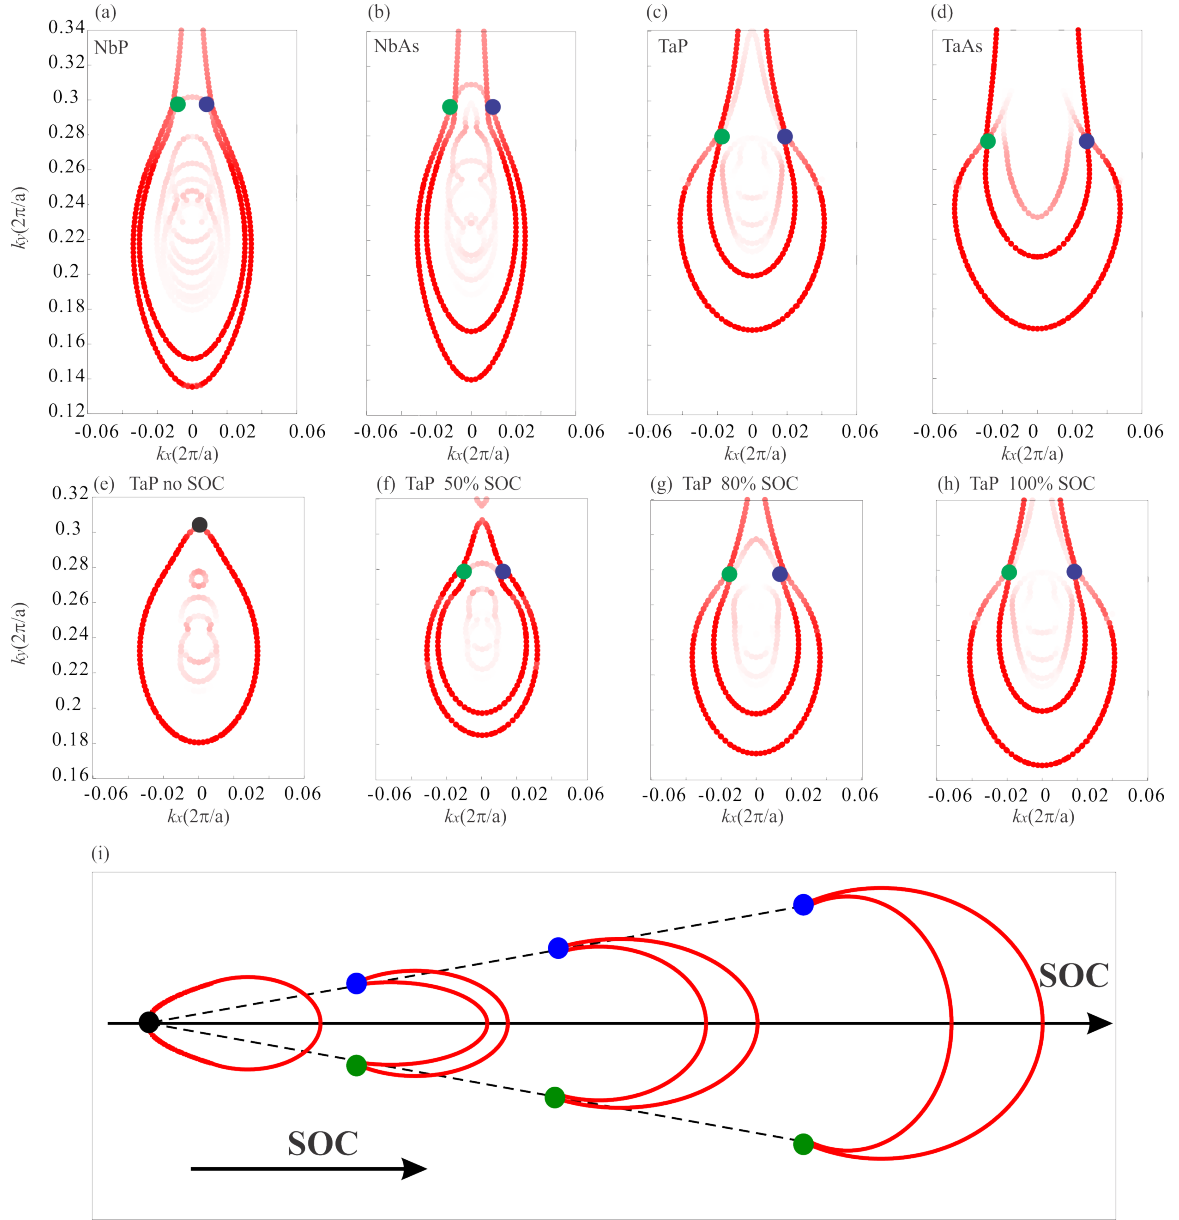 (a) (b) (c) (d)
NbP NbAs TaP TaAs
0.34
0.32
0.3
0.28
0.26
0.24
0.22
0.2
0.18
0.16
0.14
0.12
ky(2π/a)
-0.06 -0.02 0 0.02 0.06 -0.06 -0.02 0 0.02 0.06 -0.06 -0.02 0 0.02 0.06 -0.06 -0.02 0 0.02 0.06
kx(2π/a) kx(2π/a) kx(2π/a) kx(2π/a)
(e) TaP no SOC (f) TaP 50% SOC (g) TaP 80% SOC (h) TaP 100% SOC
0.32
0.3
0.28
0.26
0.24
0.22
0.2
0.18
0.16
ky(2π/a)
-0.06 -0.02 0 0.02 0.06 -0.06 -0.02 0 0.02 0.06 -0.06 -0.02 0 0.02 0.06 -0.06 -0.02 0 0.02 0.06
kx(2π/a) kx(2π/a) kx(2π/a) kx(2π/a)
(i)
SOC
SOC